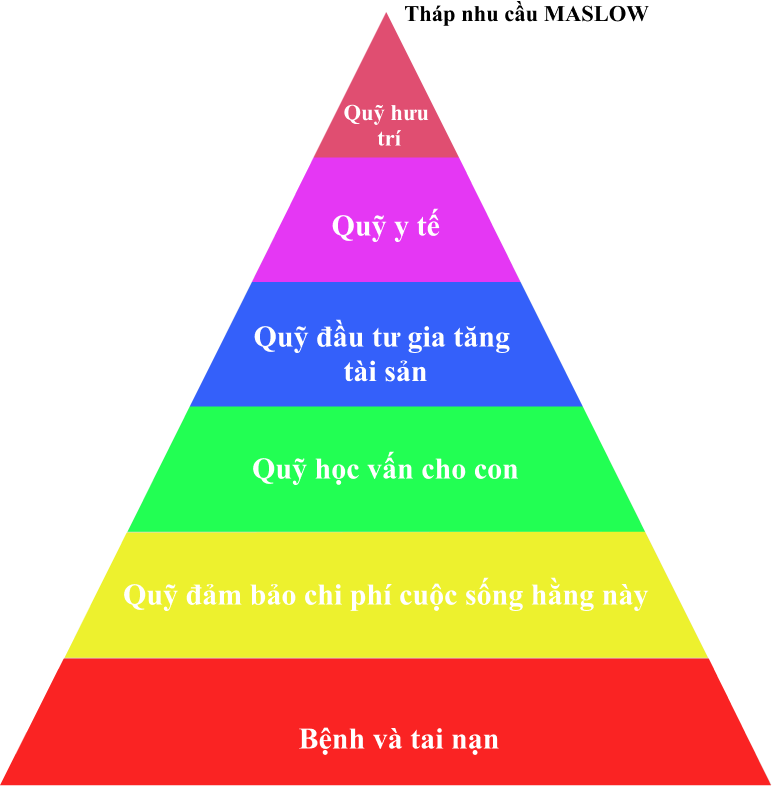 Tháp nhu cầu MASLOW
Quỹ hưu
trí
Quỹ y tế
Quỹ đầu tư gia tăng
tài sản
Quỹ học vấn cho con
Quỹ đảm bảo chi phí cuộc sống hằng này
Bệnh và tai nạn